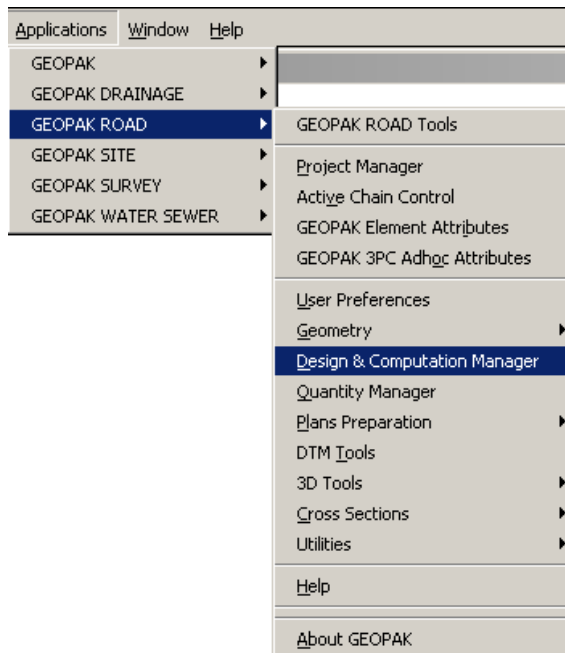 Applications Window Help
GEOPAK
GEOPAK DRAINAGE
GEOPAK ROAD
GEOPAK SITE
GEOPAK SURVEY
GEOPAK WATER SEWER
GEOPAK ROAD Tools
Project Manager
Active Chain Control
GEOPAK Element Attributes
GEOPAK 3PC Adhoc Attributes
User Preferences
Geometry
Design & Computation Manager
Quantity Manager
Plans Preparation
DTM Tools
3D Tools
Cross Sections
Utilities
Help
About GEOPAK